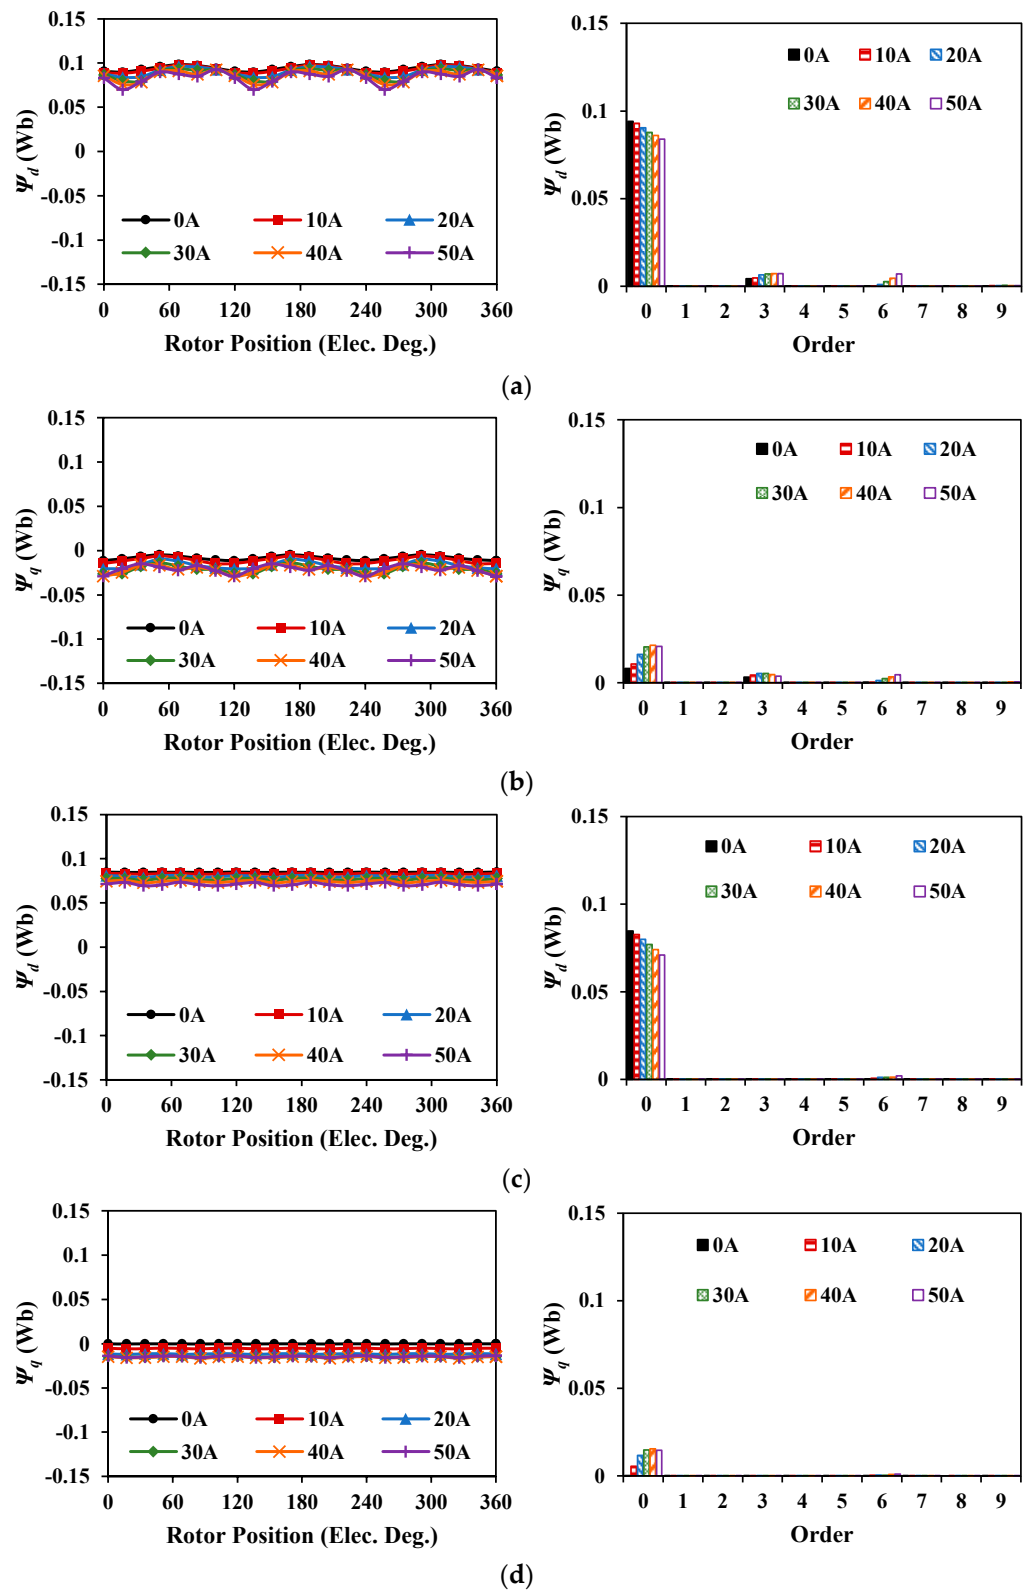 0.15
0.1
0.05
0
-0.05
-0.1
-0.15
Ψd (Wb)
0A 10A 20A
30A 40A 50A
0 60 120 180 240 300 360
Rotor Position (Elec. Deg.)
0.15
0.1
0.05
0
Ψd (Wb)
0A 10A 20A
30A 40A 50A
0 1 2 3 4 5 6 7 8 9
Order
(a)
0.15
0.1
0.05
0
-0.05
-0.1
-0.15
Ψq (Wb)
0A 10A 20A
30A 40A 50A
0 60 120 180 240 300 360
Rotor Position (Elec. Deg.)
0.15
0.1
0.05
0
Ψq (Wb)
0A 10A 20A
30A 40A 50A
0 1 2 3 4 5 6 7 8 9
Order
(b)
0.15
0.1
0.05
0
-0.05
-0.1
-0.15
Ψd (Wb)
0A 10A 20A
30A 40A 50A
0 60 120 180 240 300 360
Rotor Position (Elec. Deg.)
0.15
0.1
0.05
0
Ψd (Wb)
0A 10A 20A
30A 40A 50A
0 1 2 3 4 5 6 7 8 9
Order
(c)
0.15
0.1
0.05
0
-0.05
-0.1
-0.15
Ψq (Wb)
0A 10A 20A
30A 40A 50A
0 60 120 180 240 300 360
Rotor Position (Elec. Deg.)
0.15
0.1
0.05
0
Ψq (Wb)
0A 10A 20A
30A 40A 50A
0 1 2 3 4 5 6 7 8 9
Order
(d)